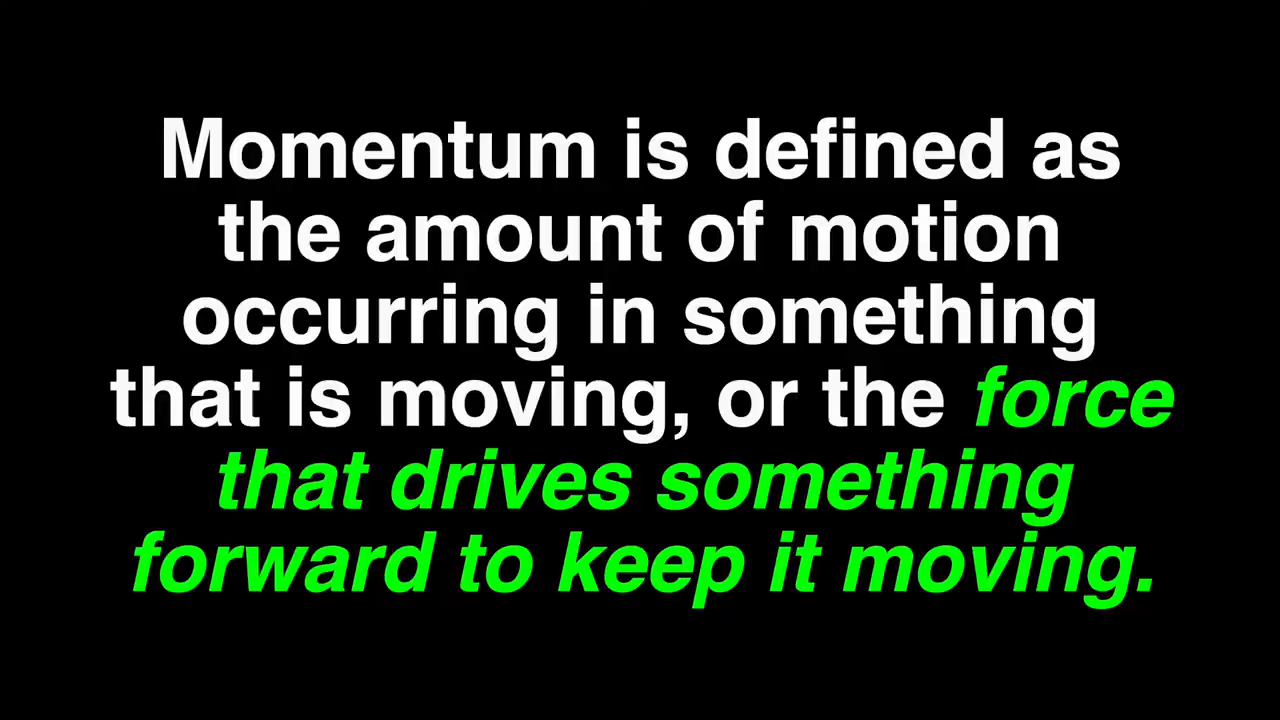 Momentum is defined as
the amount of motion
occurring in something
that is moving, or the force
that drives something
forward to keep it moving.